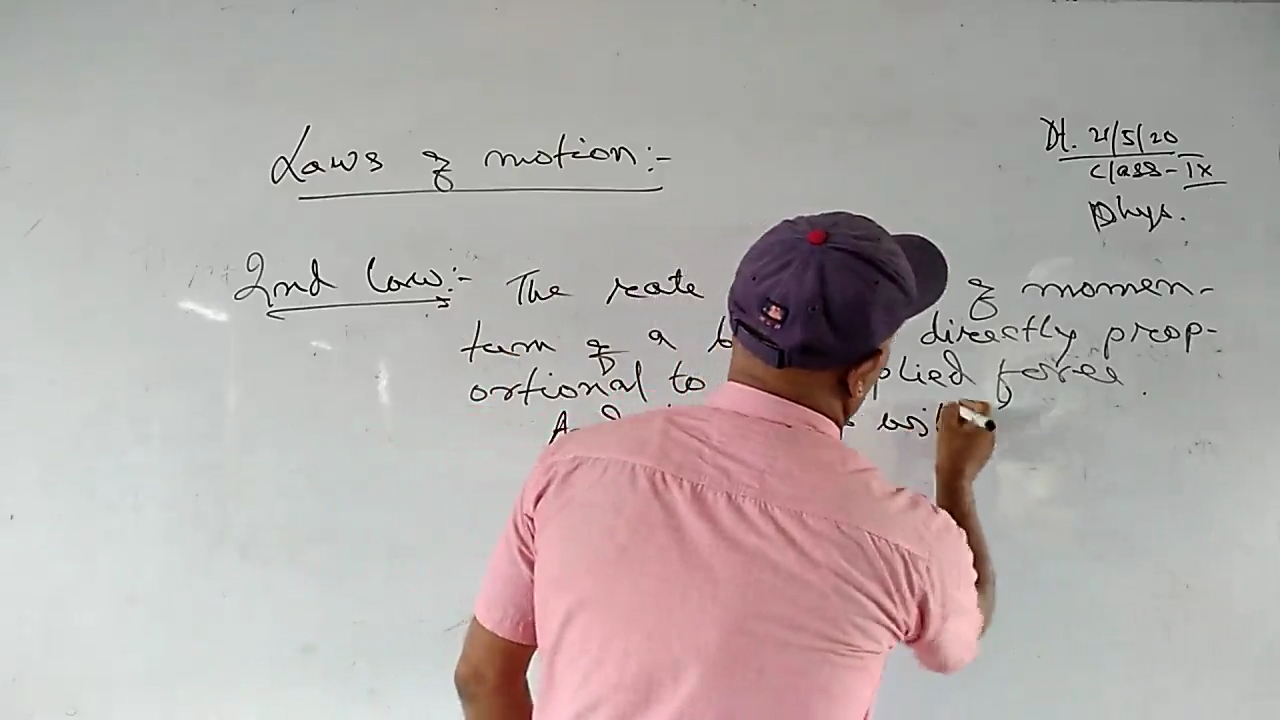 Dt. 21/5/20
Class-IX
Phys.
Laws of motion:-
2nd law:- The rate of momen-
tum of a directly prop-
ortional to plied force